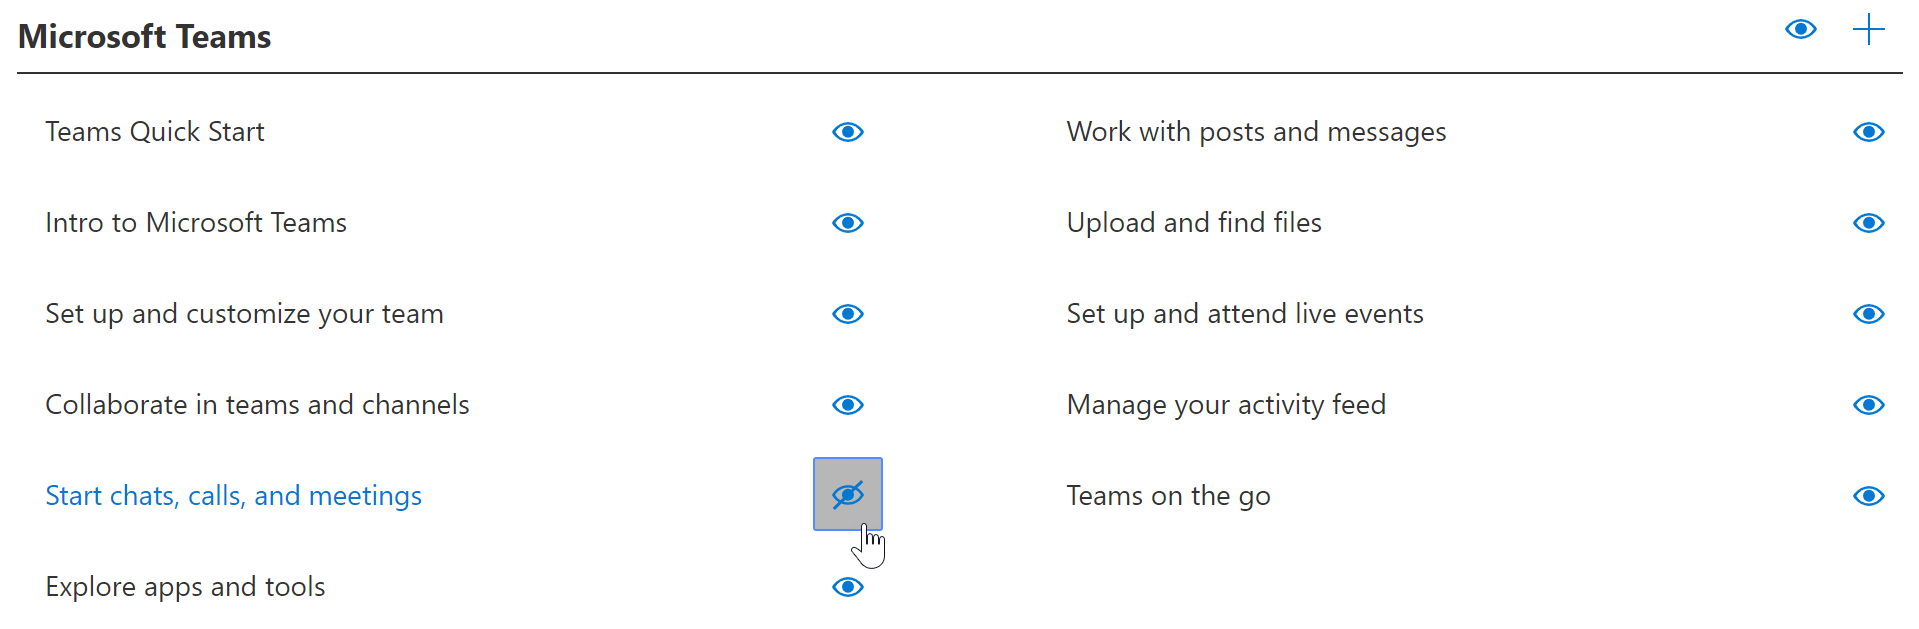 Microsoft Teams
Teams Quick Start
Intro to Microsoft Teams
Set up and customize your team
Collaborate in teams and channels
Start chats, calls, and meetings
Explore apps and tools
Work with posts and messages
Upload and find files
Set up and attend live events
Manage your activity feed
Teams on the go